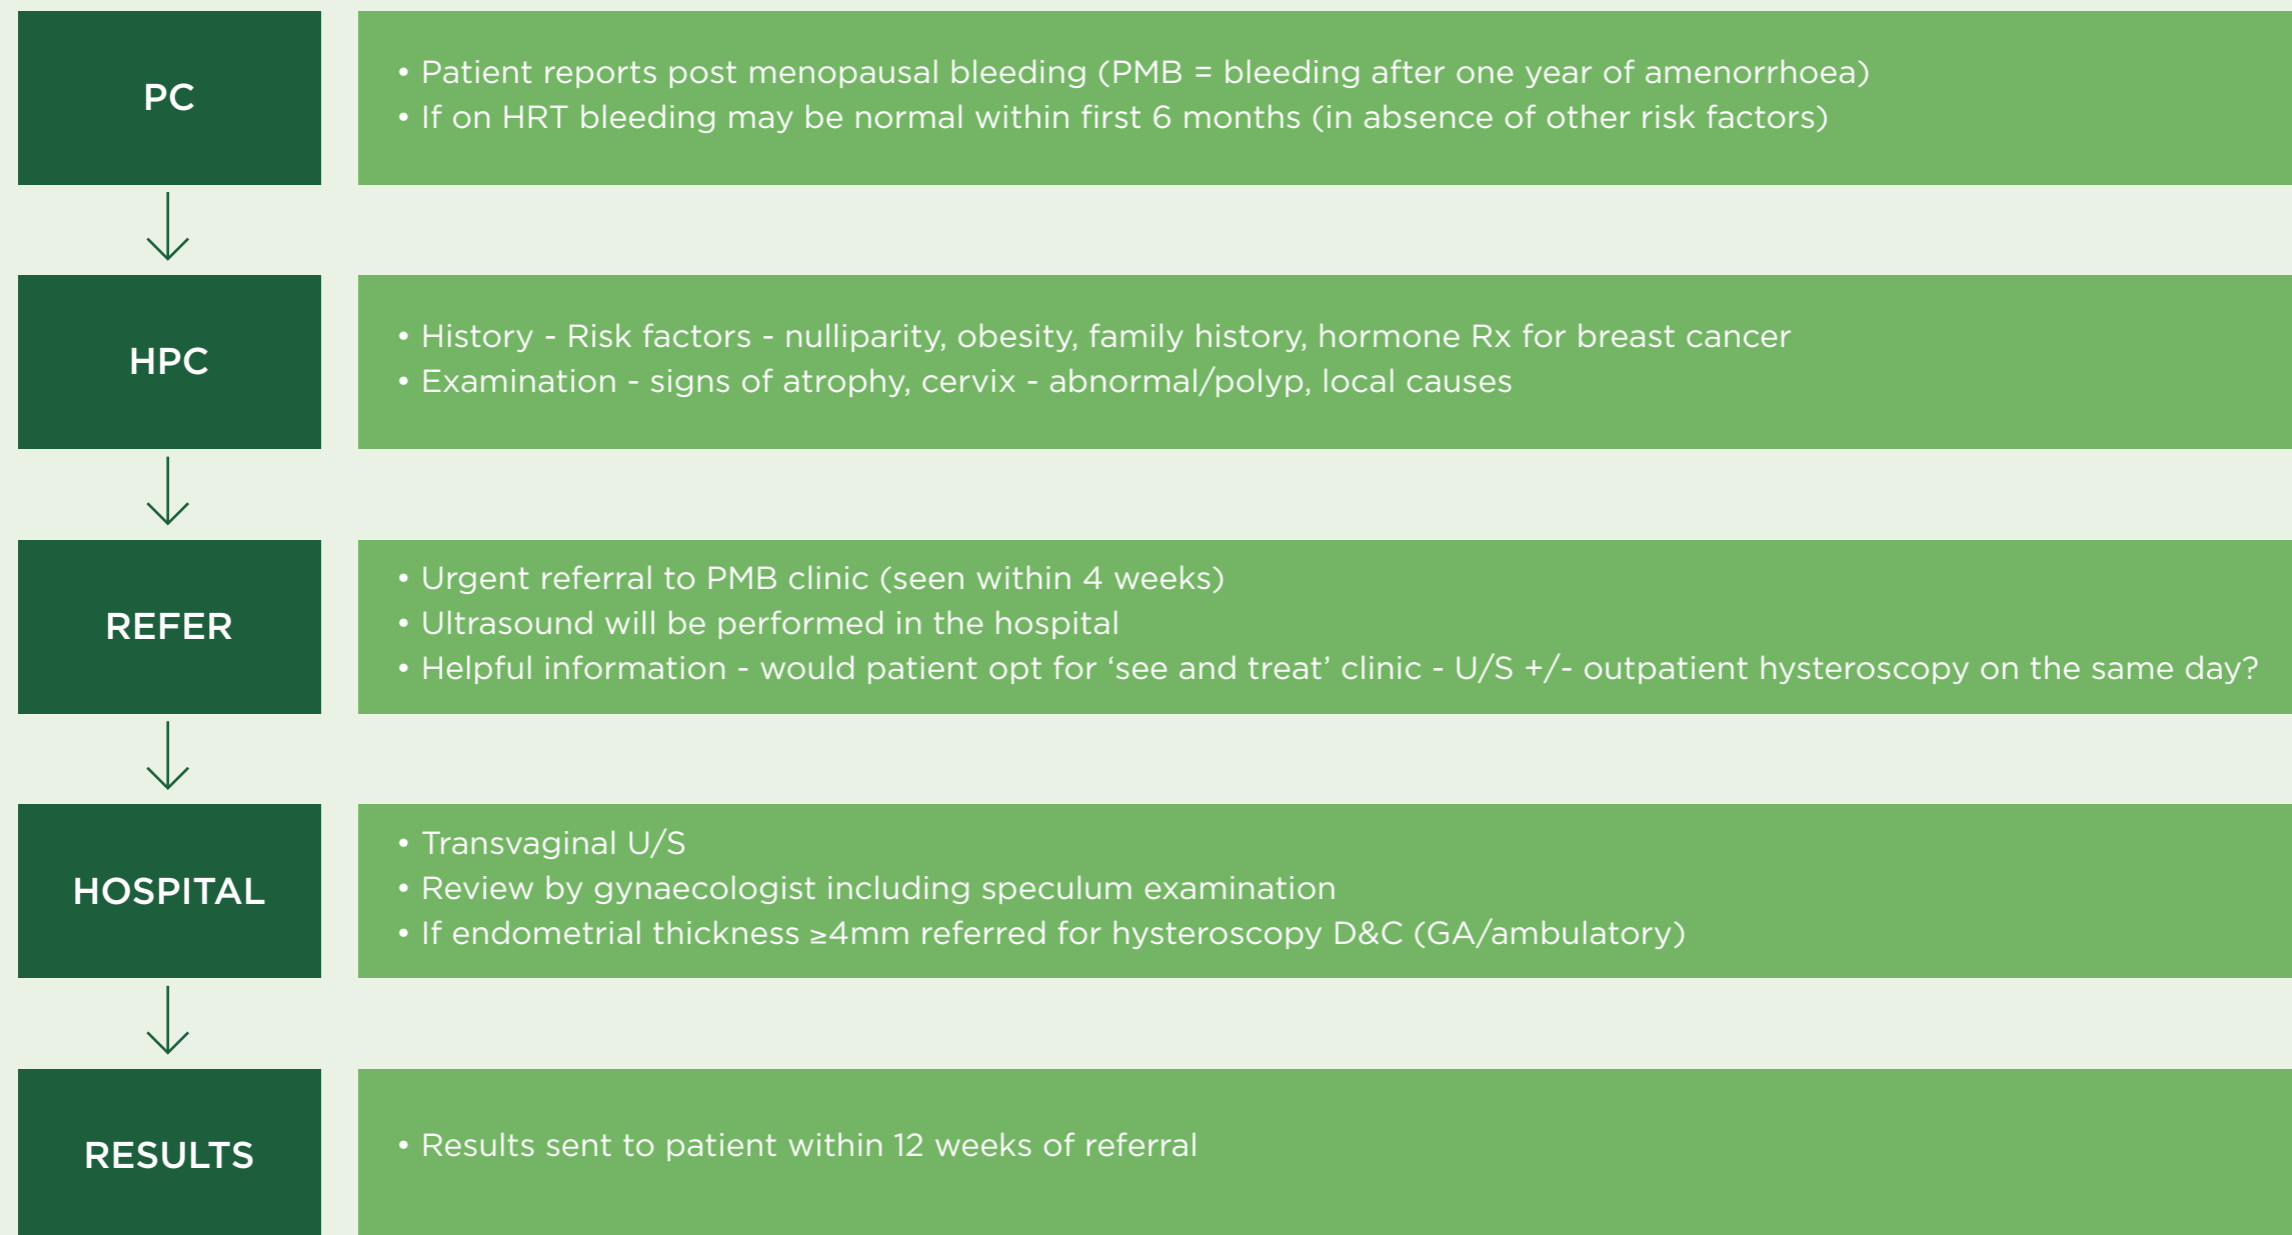 PC
• Patient reports post menopausal bleeding (PMB = bleeding after one year of amenorrhoea)
• If on HRT bleeding may be normal within first 6 months (in absence of other risk factors)
HPC
• History - Risk factors - nulliparity, obesity, family history, hormone Rx for breast cancer
• Examination - signs of atrophy, cervix - abnormal/polyp, local causes
REFER
• Urgent referral to PMB clinic (seen within 4 weeks)
• Ultrasound will be performed in the hospital
• Helpful information - would patient opt for ‘see and treat’ clinic - U/S +/- outpatient hysteroscopy on the same day?
HOSPITAL
• Transvaginal U/S
• Review by gynaecologist including speculum examination
• If endometrial thickness ≥4mm referred for hysteroscopy D&C (GA/ambulatory)
RESULTS
• Results sent to patient within 12 weeks of referral